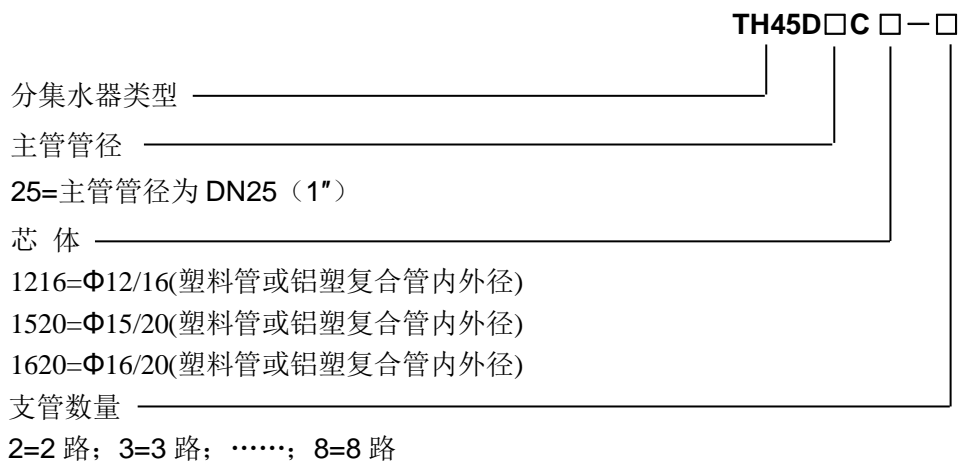 TH45D□C □－□
分集水器类型
主管管径
25=主管管径为 DN25（1″）
芯 体
1216=Φ12/16(塑料管或铝塑复合管内外径)
1520=Φ15/20(塑料管或铝塑复合管内外径)
1620=Φ16/20(塑料管或铝塑复合管内外径)
支管数量
2=2 路；3=3 路；……；8=8 路